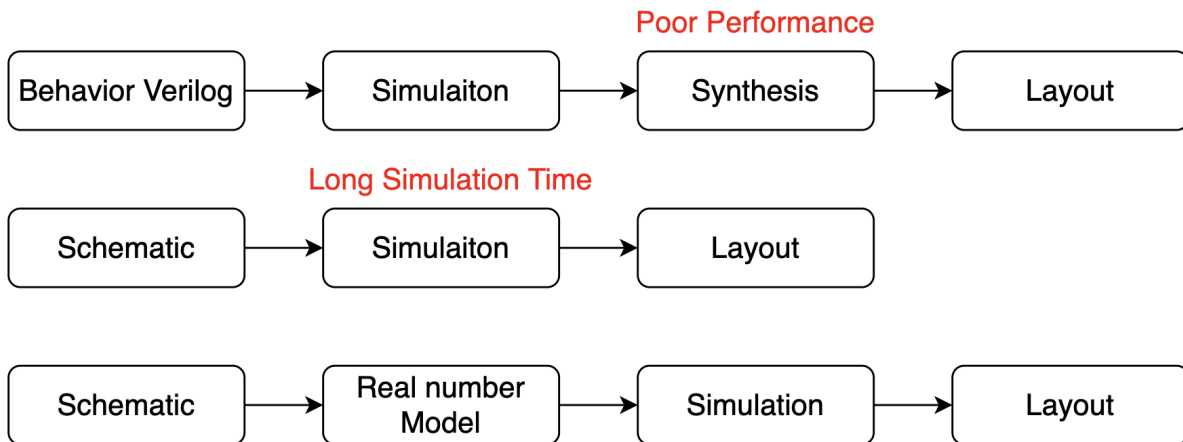 Poor Performance
Behavior Verilog
Simulaiton
Synthesis
Layout
Long Simulation Time
Schematic
Simulaiton
Layout
Schematic
Real number
Model
Simulation
Layout